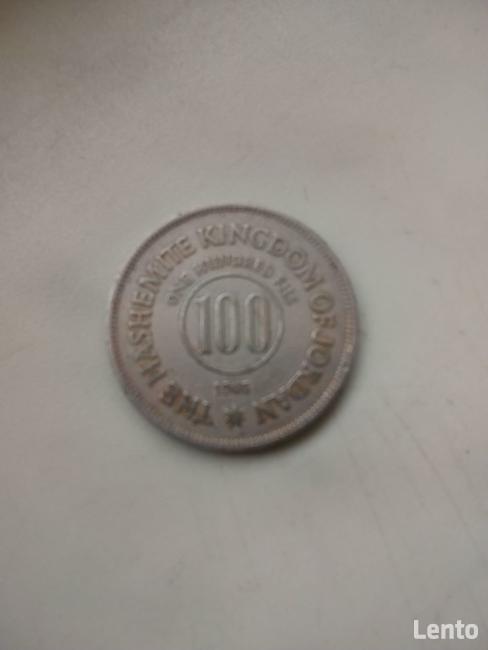 THE HASHEMITE KINGDOM OF JORDAN
ONE HUNDRED FILS
100
Lento